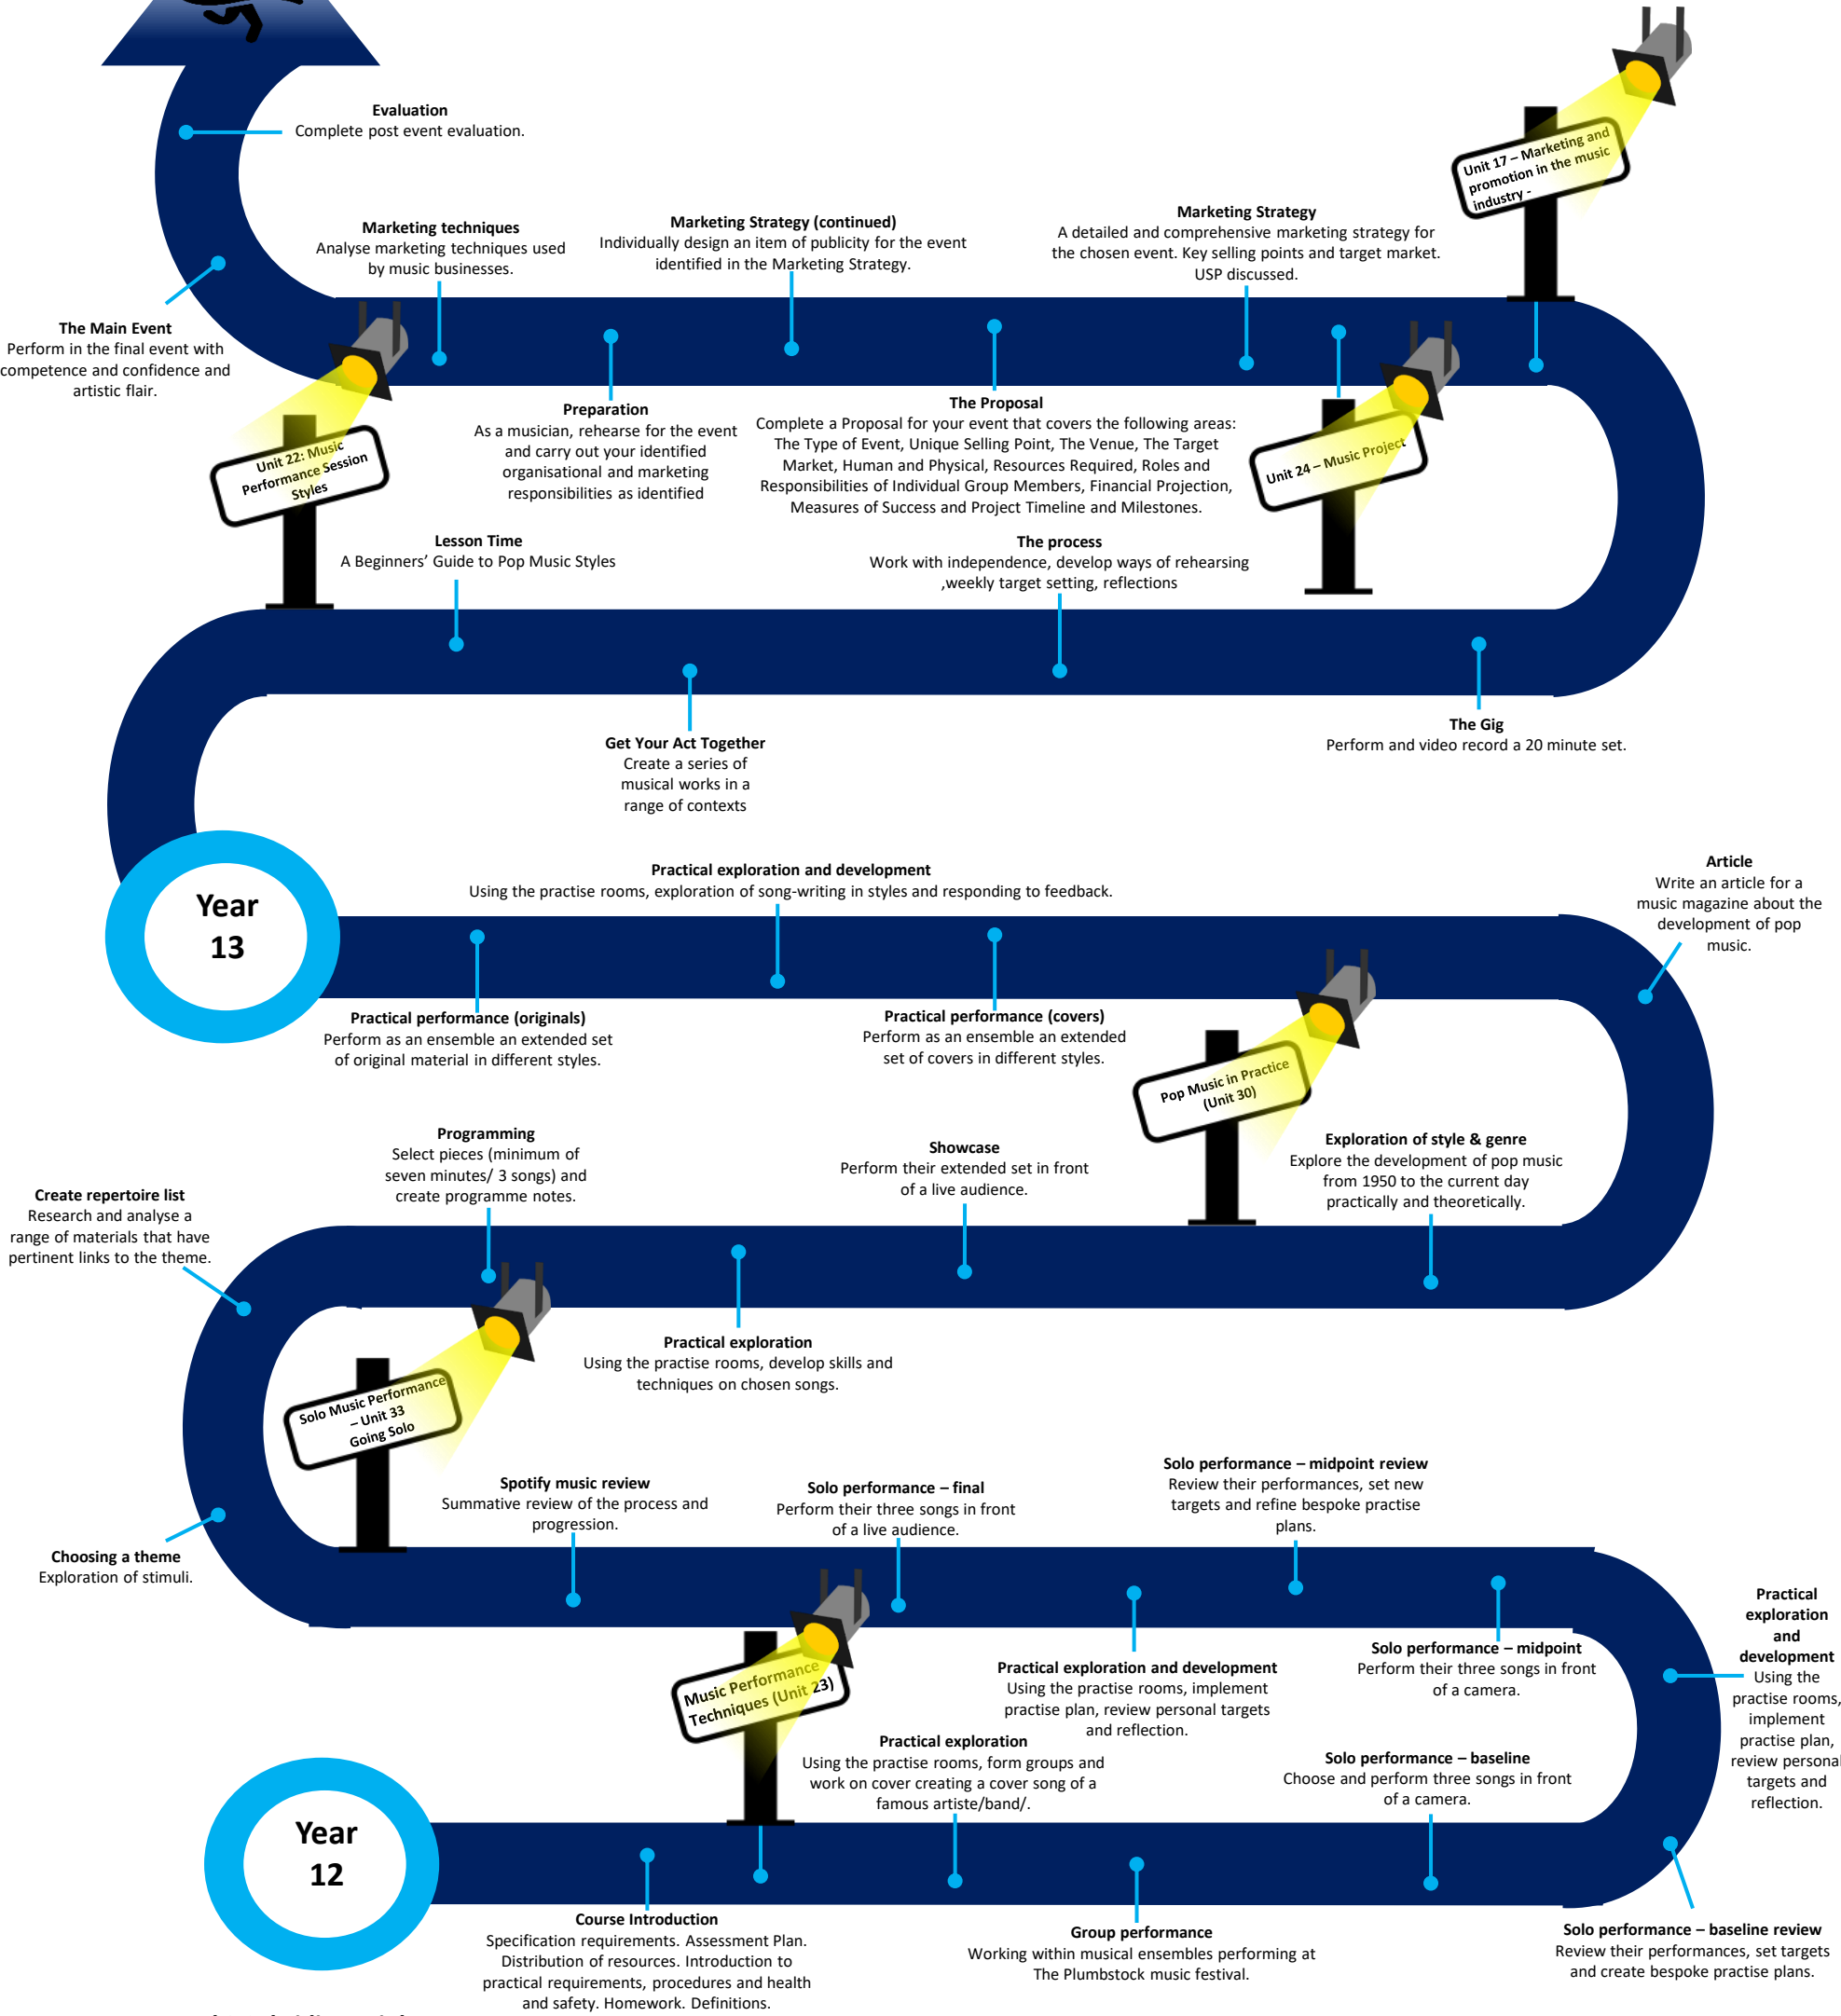 Evaluation
Complete post event evaluation.
Unit 17 – Marketing and
promotion in the music
industry -
Marketing techniques
Analyse marketing techniques used
by music businesses.
Marketing Strategy (continued)
Individually design an item of publicity for the event
identified in the Marketing Strategy.
Marketing Strategy
A detailed and comprehensive marketing strategy for
the chosen event. Key selling points and target market.
USP discussed.
The Main Event
Perform in the final event with
competence and confidence and
artistic flair.
Preparation
As a musician, rehearse for the event
and carry out your identified
organisational and marketing
responsibilities as identified
The Proposal
Complete a Proposal for your event that covers the following areas:
The Type of Event, Unique Selling Point, The Venue, The Target
Market, Human and Physical, Resources Required, Roles and
Responsibilities of Individual Group Members, Financial Projection,
Measures of Success and Project Timeline and Milestones.
Unit 24 – Music Project
Unit 22: Music
Performance Session
Styles
Lesson Time
A Beginners’ Guide to Pop Music Styles
The process
Work with independence, develop ways of rehearsing
,weekly target setting, reflections
Get Your Act Together
Create a series of
musical works in a
range of contexts
The Gig
Perform and video record a 20 minute set.
Year
13
Practical exploration and development
Using the practise rooms, exploration of song-writing in styles and responding to feedback.
Article
Write an article for a
music magazine about the
development of pop
music.
Practical performance (originals)
Perform as an ensemble an extended set
of original material in different styles.
Practical performance (covers)
Perform as an ensemble an extended
set of covers in different styles.
Pop Music in Practice
(Unit 30)
Programming
Select pieces (minimum of
seven minutes/ 3 songs) and
create programme notes.
Showcase
Perform their extended set in front
of a live audience.
Exploration of style & genre
Explore the development of pop music
from 1950 to the current day
practically and theoretically.
Create repertoire list
Research and analyse a
range of materials that have
pertinent links to the theme.
Practical exploration
Using the practise rooms, develop skills and
techniques on chosen songs.
Solo Music Performance
– Unit 33
Going Solo
Spotify music review
Summative review of the process and
progression.
Solo performance – final
Perform their three songs in front
of a live audience.
Solo performance – midpoint review
Review their performances, set new
targets and refine bespoke practise
plans.
Choosing a theme
Exploration of stimuli.
Practical
exploration
and
development
Using the
practise rooms,
implement
practise plan,
review personal
targets and
reflection.
Solo performance – midpoint
Perform their three songs in front
of a camera.
Practical exploration and development
Using the practise rooms, implement
practise plan, review personal targets
and reflection.
Music Performance
Techniques (Unit 23)
Practical exploration
Using the practise rooms, form groups and
work on cover creating a cover song of a
famous artiste/band/.
Solo performance – baseline
Choose and perform three songs in front
of a camera.
Year
12
Course Introduction
Specification requirements. Assessment Plan.
Distribution of resources. Introduction to
practical requirements, procedures and health
and safety. Homework. Definitions.
Group performance
Working within musical ensembles performing at
The Plumbstock music festival.
Solo performance – baseline review
Review their performances, set targets
and create bespoke practise plans.